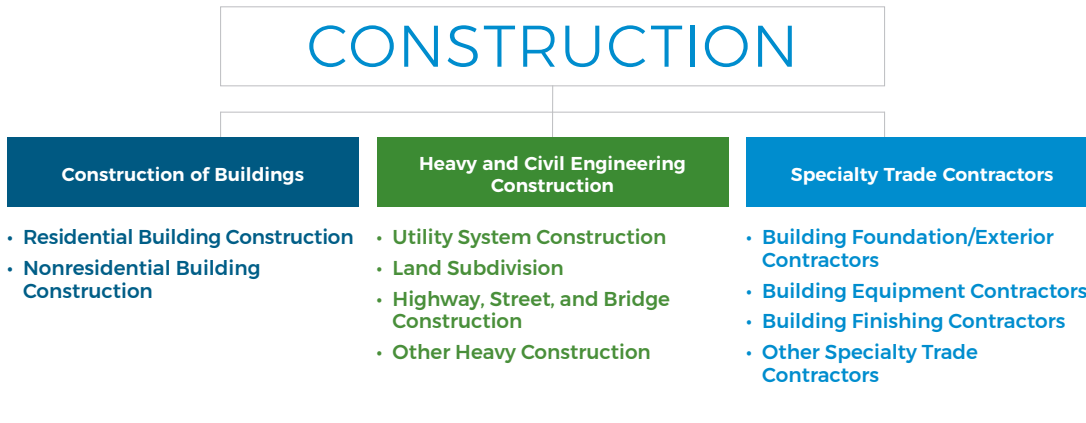 CONSTRUCTION
Construction of Buildings
• Residential Building Construction
• Nonresidential Building
Construction
Heavy and Civil Engineering
Construction
• Utility System Construction
• Land Subdivision
• Highway, Street, and Bridge
Construction
• Other Heavy Construction
Specialty Trade Contractors
• Building Foundation/Exterior
Contractors
• Building Equipment Contractors
• Building Finishing Contractors
• Other Specialty Trade
Contractors